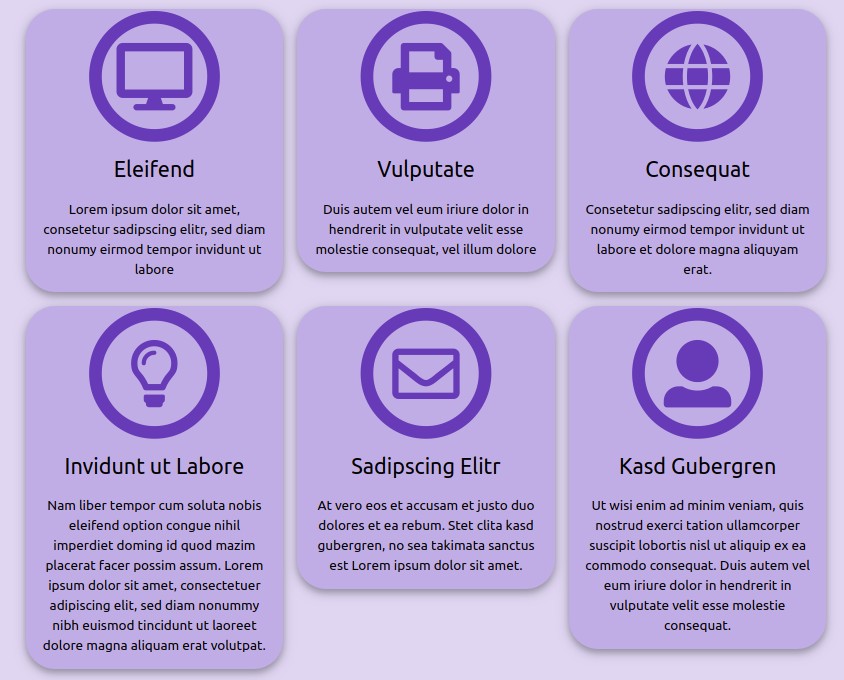 Eleifend
Lorem ipsum dolor sit amet,
consetetur sadipscing elitr, sed diam
nonumy eirmod tempor invidunt ut
labore
Vulputate
Duis autem vel eum iriure dolor in
hendrerit in vulputate velit esse
molestie consequat, vel illum dolore
Consequat
Consetetur sadipscing elitr, sed diam
nonumy eirmod tempor invidunt ut
labore et dolore magna aliquyam
erat.
Invidunt ut Labore
Nam liber tempor cum soluta nobis
eleifend option congue nihil
imperdiet doming id quod mazim
placerat facer possim assum. Lorem
ipsum dolor sit amet, consectetuer
adipiscing elit, sed diam nonummy
nibh euismod tincidunt ut laoreet
dolore magna aliquam erat volutpat.
Sadipscing Elitr
At vero eos et accusam et justo duo
dolores et ea rebum. Stet clita kasd
gubergren, no sea takimata sanctus
est Lorem ipsum dolor sit amet.
Kasd Gubergren
Ut wisi enim ad minim veniam, quis
nostrud exerci tation ullamcorper
suscipit lobortis nisl ut aliquip ex ea
commodo consequat. Duis autem vel
eum iriure dolor in hendrerit in
vulputate velit esse molestie
consequat.